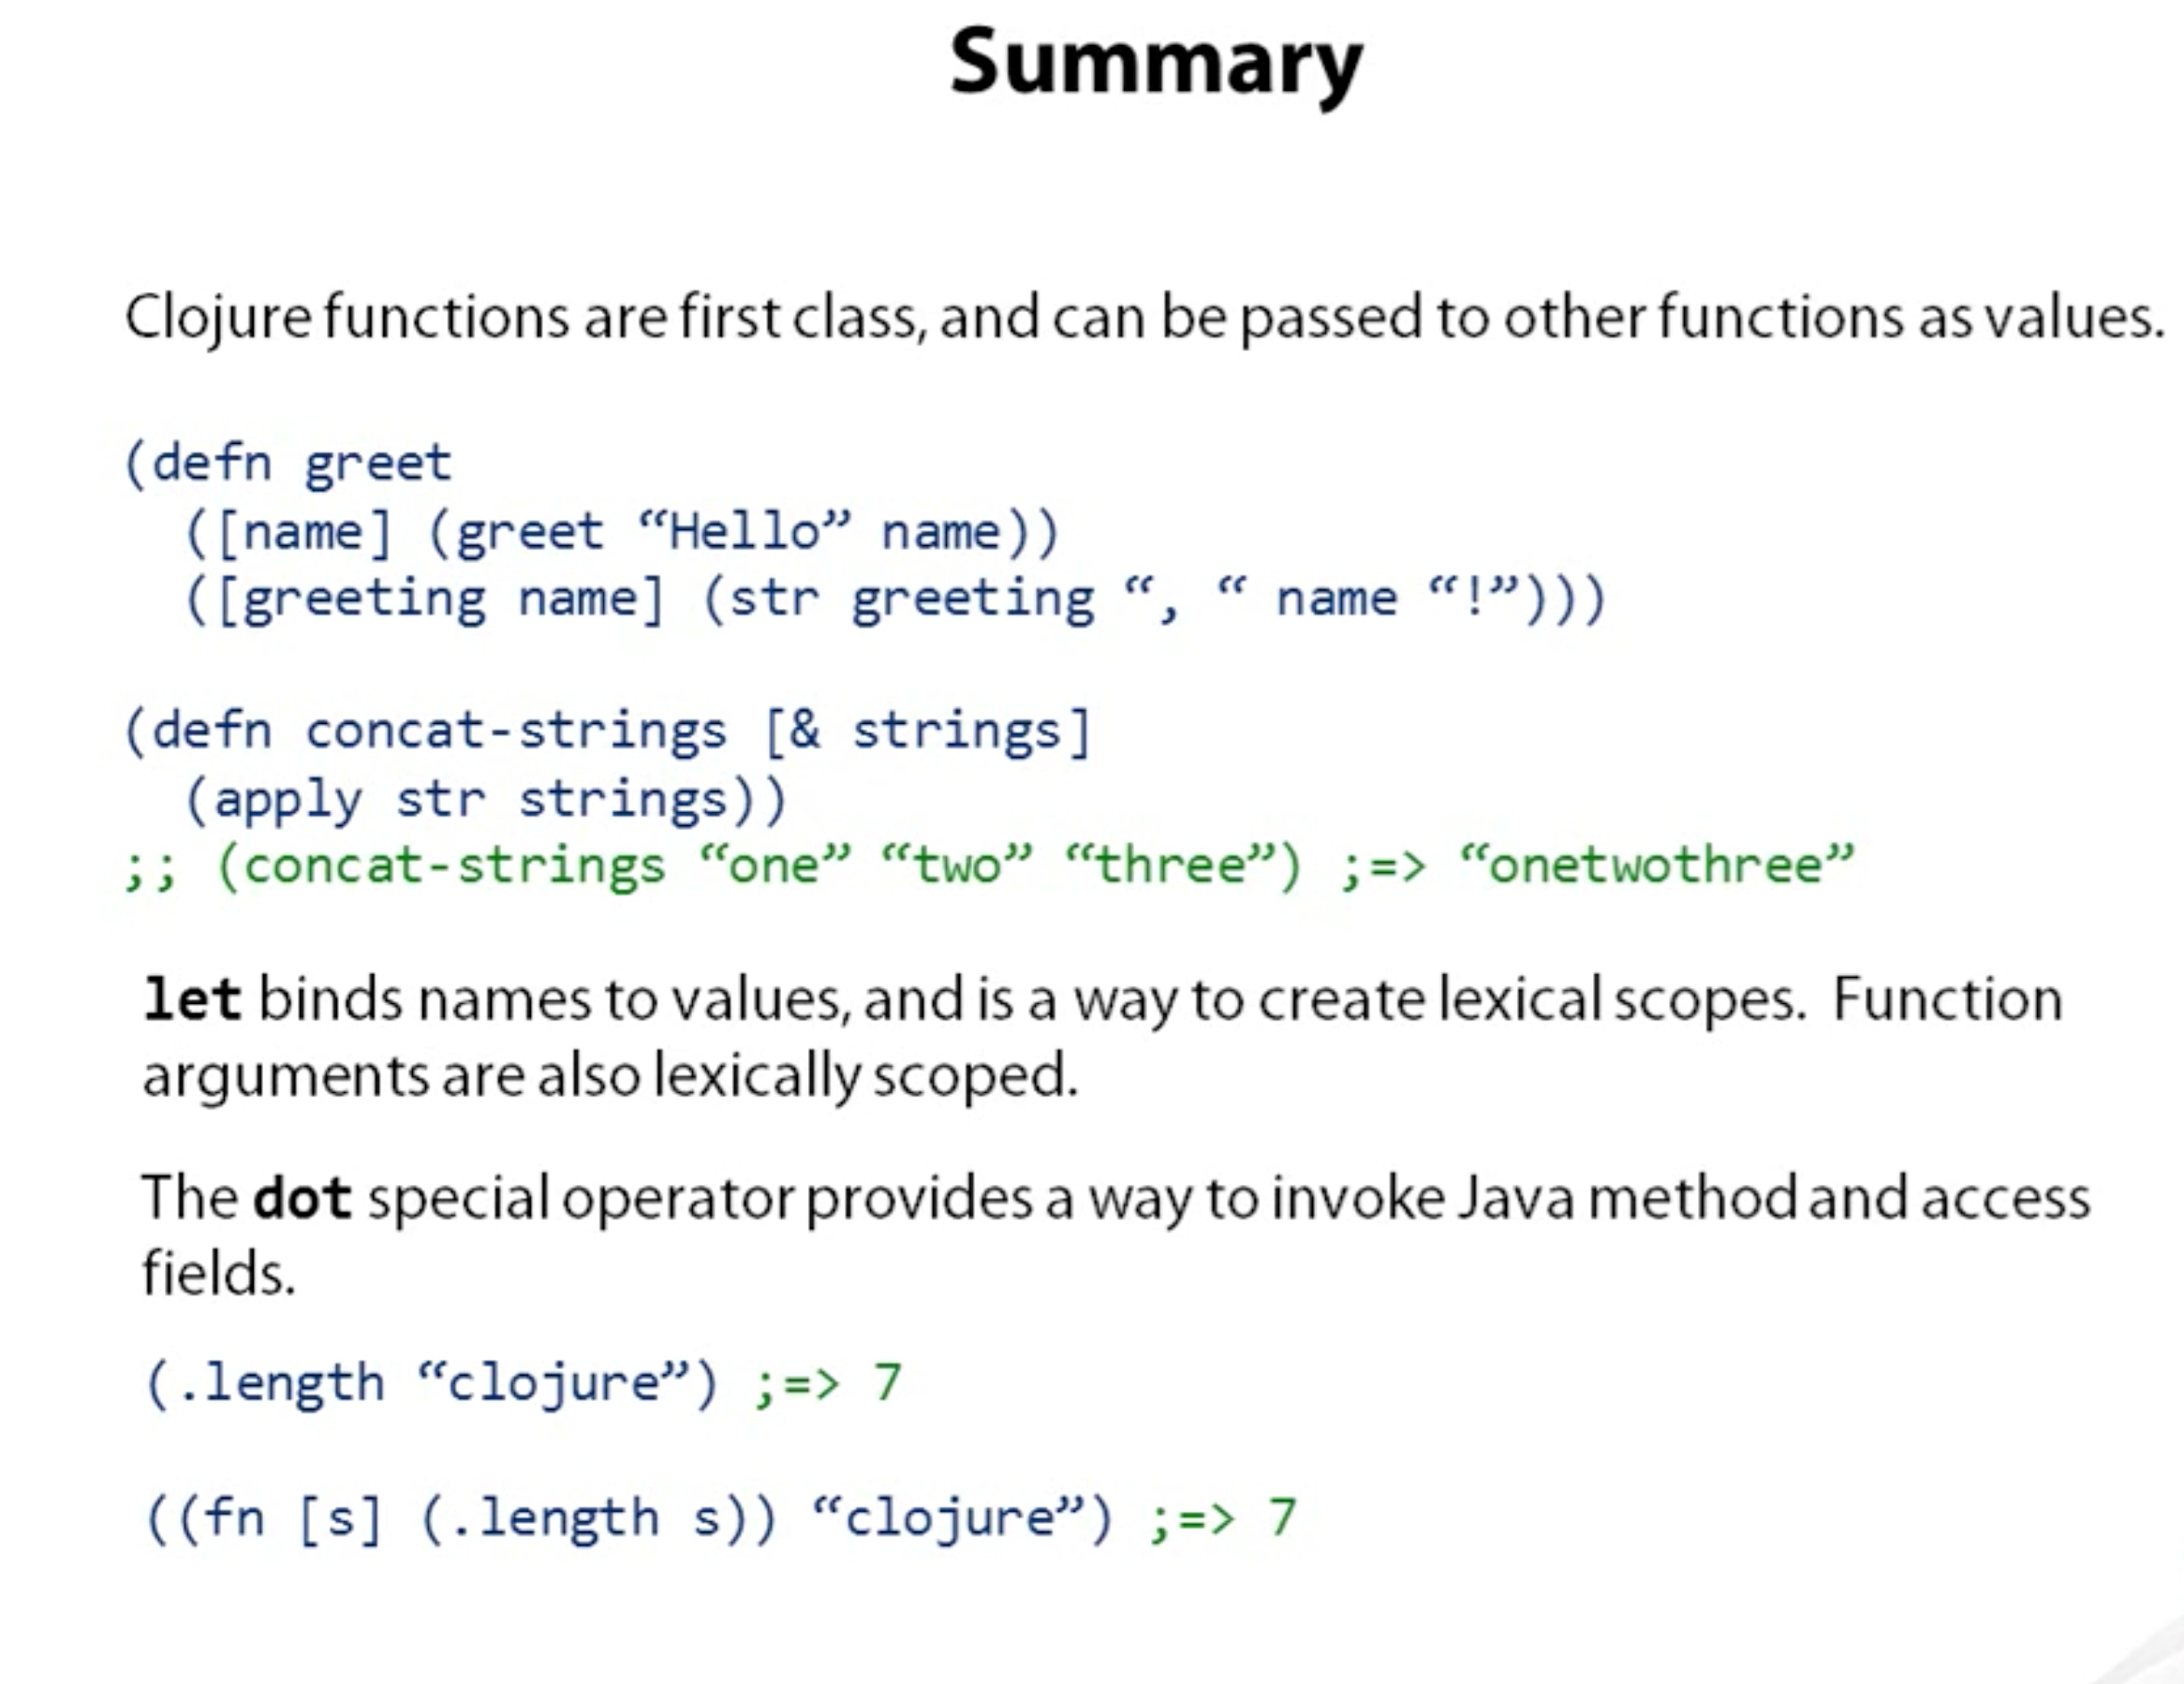 Summary
Clojure functions are first class, and can be passed to other functions as values.
(defn greet
  ([name] (greet “Hello” name))
  ([greeting name] (str greeting “, “ name “!”)))
(defn concat-strings [& strings]
  (apply str strings))
;; (concat-strings “one” “two” “three”) ;=> “onetwothree”
let binds names to values, and is a way to create lexical scopes.  Function
arguments are also lexically scoped.
The dot special operator provides a way to invoke Java method and access
fields.
(.length “clojure”) ;=> 7
((fn [s] (.length s)) “clojure”) ;=> 7